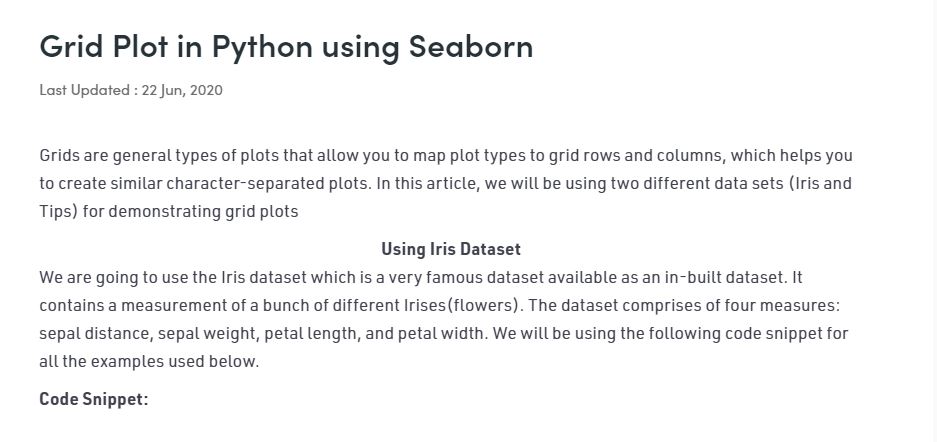 Grid Plot in Python using Seaborn
Last Updated : 22 Jun, 2020
Grids are general types of plots that allow you to map plot types to grid rows and columns, which helps you
to create similar character-separated plots. In this article, we will be using two different data sets (Iris and
Tips) for demonstrating grid plots
Using Iris Dataset
We are going to use the Iris dataset which is a very famous dataset available as an in-built dataset. It
contains a measurement of a bunch of different Irises(flowers). The dataset comprises of four measures:
sepal distance, sepal weight, petal length, and petal width. We will be using the following code snippet for
all the examples used below.
Code Snippet: